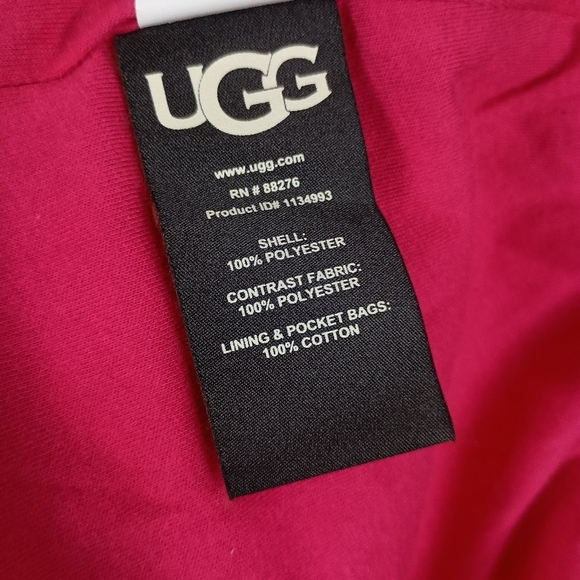 UGG
www.ugg.com
RN # 88276
Product ID# 1134993
SHELL:
100% POLYESTER
CONTRAST FABRIC:
100% POLYESTER
LINING & POCKET BAGS:
100% COTTON